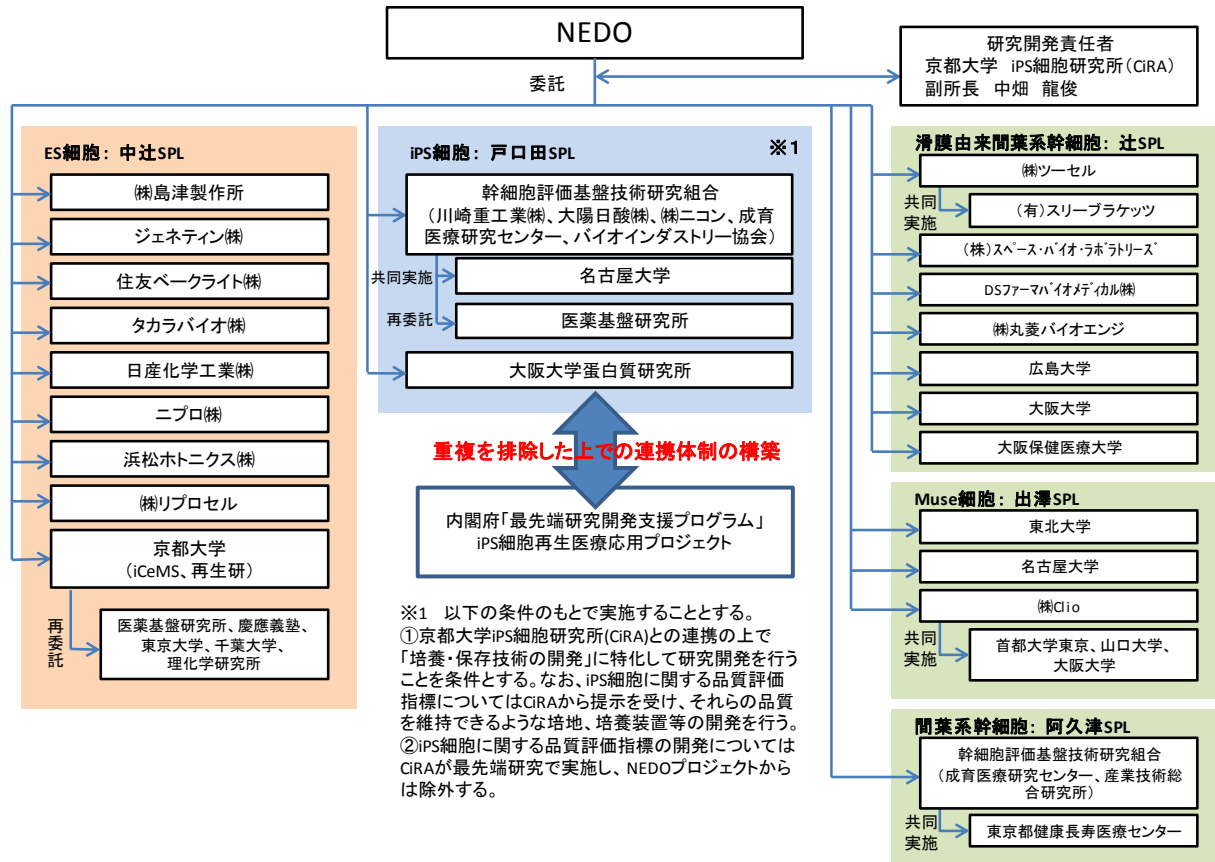 NEDO
委託
研究開発責任者
京都大学 iPS細胞研究所(CiRA)
副所長 中畑 龍俊
ES細胞: 中辻SPL
㈱島津製作所
ジェネティン㈱
住友ベークライト㈱
タカラバイオ㈱
日産化学工業㈱
ニプロ㈱
浜松ホトニクス㈱
㈱リプロセル
京都大学
(iCeMS、再生研)
再委託
医薬基盤研究所、慶應義塾、
東京大学、千葉大学、
理化学研究所
iPS細胞: 戸口田SPL
※1
幹細胞評価基盤技術研究組合
(川崎重工業㈱、大陽日酸㈱、㈱ニコン、成育
医療研究センター、バイオインダストリー協会)
共同実施
名古屋大学
再委託
医薬基盤研究所
大阪大学蛋白質研究所
重複を排除した上での連携体制の構築
内閣府「最先端研究開発支援プログラム」
iPS細胞再生医療応用プロジェクト
※1 以下の条件のもとで実施することとする。
①京都大学iPS細胞研究所(CiRA)との連携の上で
「培養・保存技術の開発」に特化して研究開発を行う
ことを条件とする。なお、iPS細胞に関する品質評価
指標についてはCiRAから提示を受け、それらの品質
を維持できるような培地、培養装置等の開発を行う。
②iPS細胞に関する品質評価指標の開発については
CiRAが最先端研究で実施し、NEDOプロジェクトから
は除外する。
滑膜由来間葉系幹細胞: 辻SPL
㈱ツーセル
共同
実施
(有)スリーブラケッツ
(株)スペース・バイオ・ラボラトリーズ
DSファーマバイオメディカル㈱
㈱丸菱バイオエンジ
広島大学
大阪大学
大阪保健医療大学
Muse細胞: 出澤SPL
東北大学
名古屋大学
㈱Clio
共同
実施
首都大学東京、山口大学、
大阪大学
間葉系幹細胞: 阿久津SPL
幹細胞評価基盤技術研究組合
(成育医療研究センター、産業技術総
合研究所)
共同
実施
東京都健康長寿医療センター